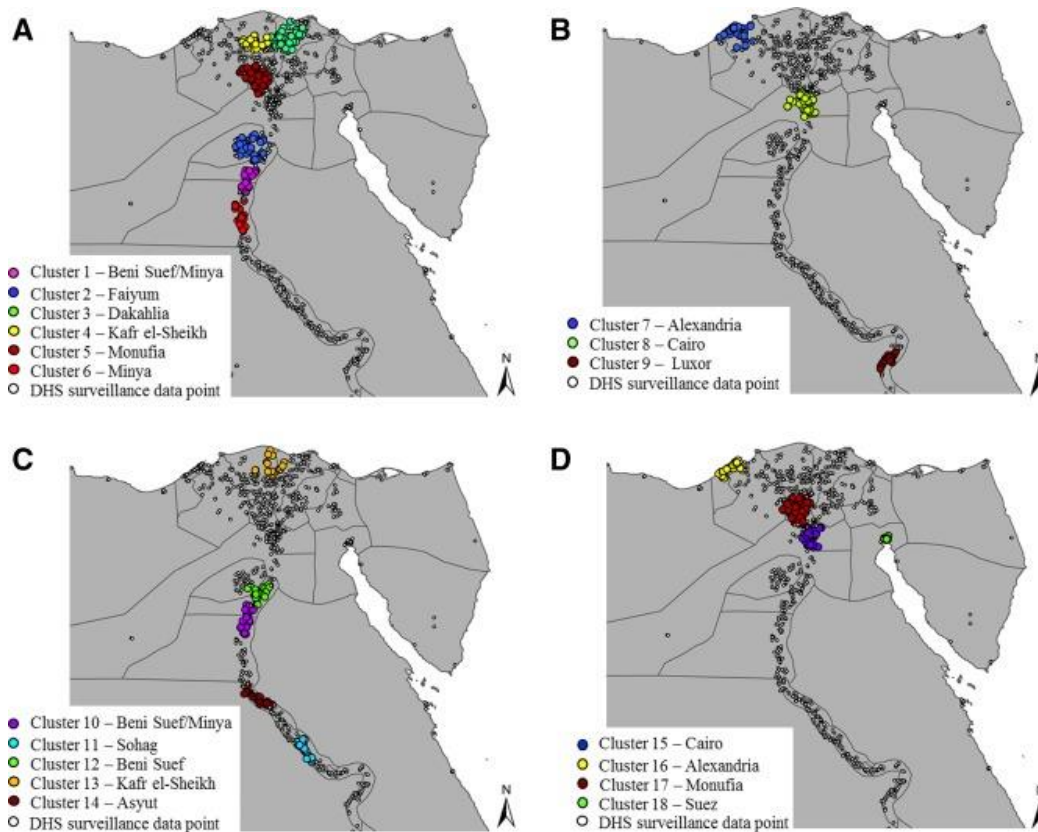 A
Cluster 1 – Beni Suef/Minya
Cluster 2 – Faiyum
Cluster 3 – Dakahlia
Cluster 4 – Kafr el-Sheikh
Cluster 5 – Monufia
Cluster 6 – Minya
DHS surveillance data point
N
B
Cluster 7 – Alexandria
Cluster 8 – Cairo
Cluster 9 – Luxor
DHS surveillance data point
N
C
Cluster 10 – Beni Suef/Minya
Cluster 11 – Sohag
Cluster 12 – Beni Suef
Cluster 13 – Kafr el-Sheikh
Cluster 14 – Asyut
DHS surveillance data point
N
D
Cluster 15 – Cairo
Cluster 16 – Alexandria
Cluster 17 – Monufia
Cluster 18 – Suez
DHS surveillance data point
N